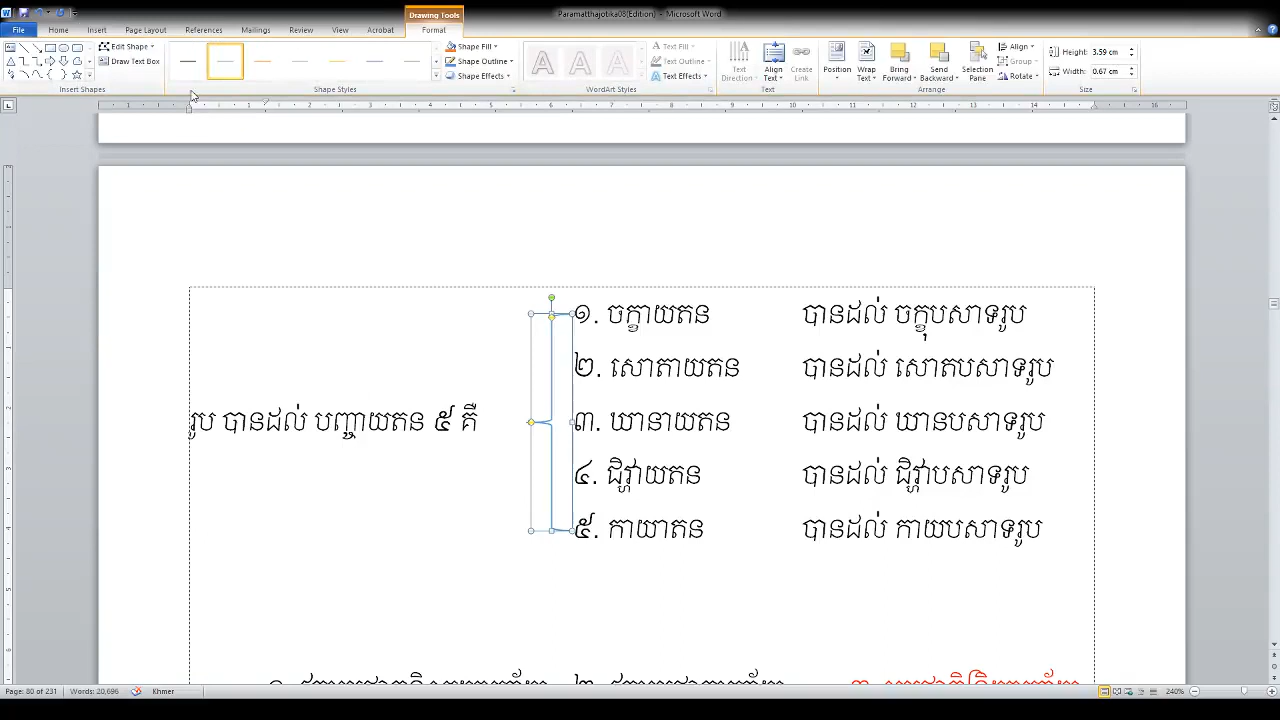 Drawing Tools
Paramatthajotika08(Edition) - Microsoft Word
File Home Insert Page Layout References Mailings Review View Acrobat Format
Edit Shape
Draw Text Box
Insert Shapes
Shape Fill
Shape Outline
Shape Effects
Shape Styles
Text Fill
Text Outline
Text Effects
WordArt Styles
Text Direction
Align Text
Create Link
Text
Position
Wrap Text
Bring Forward
Send Backward
Selection Pane
Align
Group
Rotate
Arrange
Height: 3.59 cm
Width: 0.67 cm
Size
១. ចក្ខាយតន បានដល់ ចក្ខុបសាទរូប
២. សោតាយតន បានដល់ សោតបសាទរូប
រូប បានដល់ បញ្ចាយតន ៥ គឺ ៣. ឃានាយតន បានដល់ ឃានបសាទរូប
៤. ជិវ្ហាយតន បានដល់ ជិវ្ហាបសាទរូប
៥. កាយាតន បានដល់ កាយបសាទរូប
Page: 80 of 231 Words: 20,696 Khmer 240%